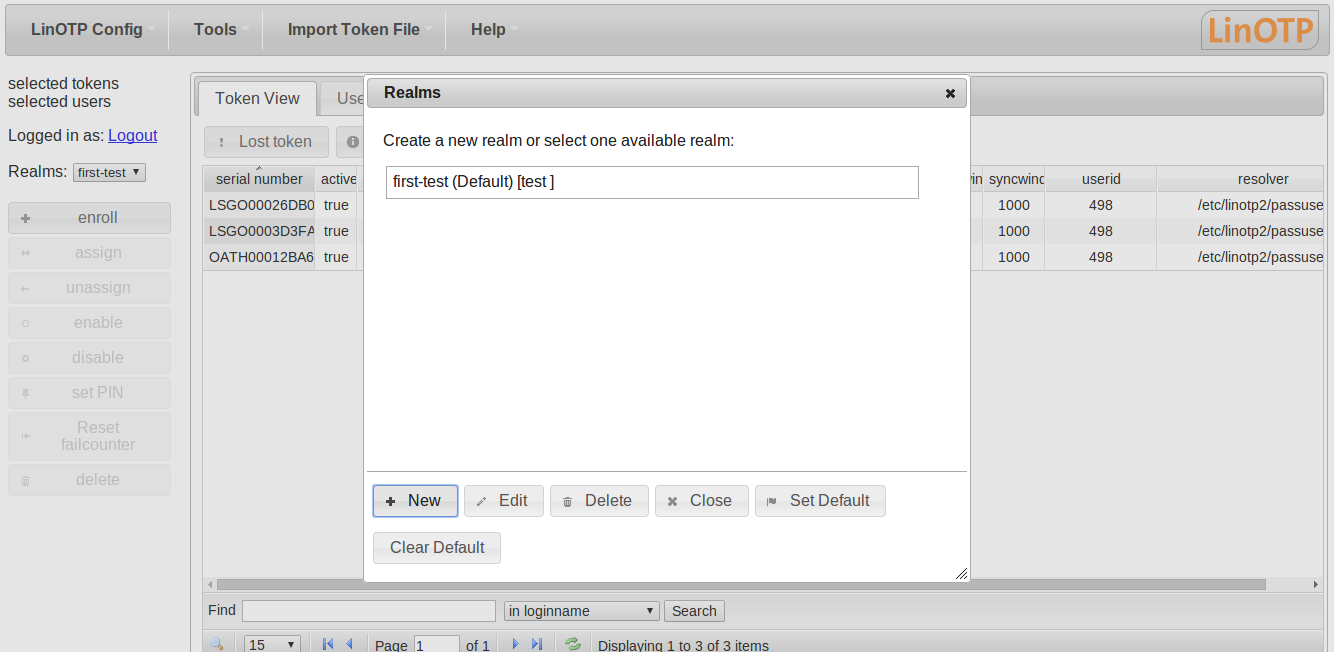 LinOTP Config Tools Import Token File Help LinOTP
selected tokens
selected users
Logged in as: Logout
Realms: first-test
enroll
assign
unassign
enable
disable
set PIN
Reset
failcounter
delete
Token View Use
Lost token
serial number active syncwind userid resolver
LSGO00026DB0 true 1000 498 /etc/linotp2/passuse
LSGO0003D3FA true 1000 498 /etc/linotp2/passuse
OATH00012BA6 true 1000 498 /etc/linotp2/passuse
Realms
Create a new realm or select one available realm:
first-test (Default) [test ]
New Edit Delete Close Set Default
Clear Default
Find in loginname Search
15 Page 1 of 1 Displaying 1 to 3 of 3 items